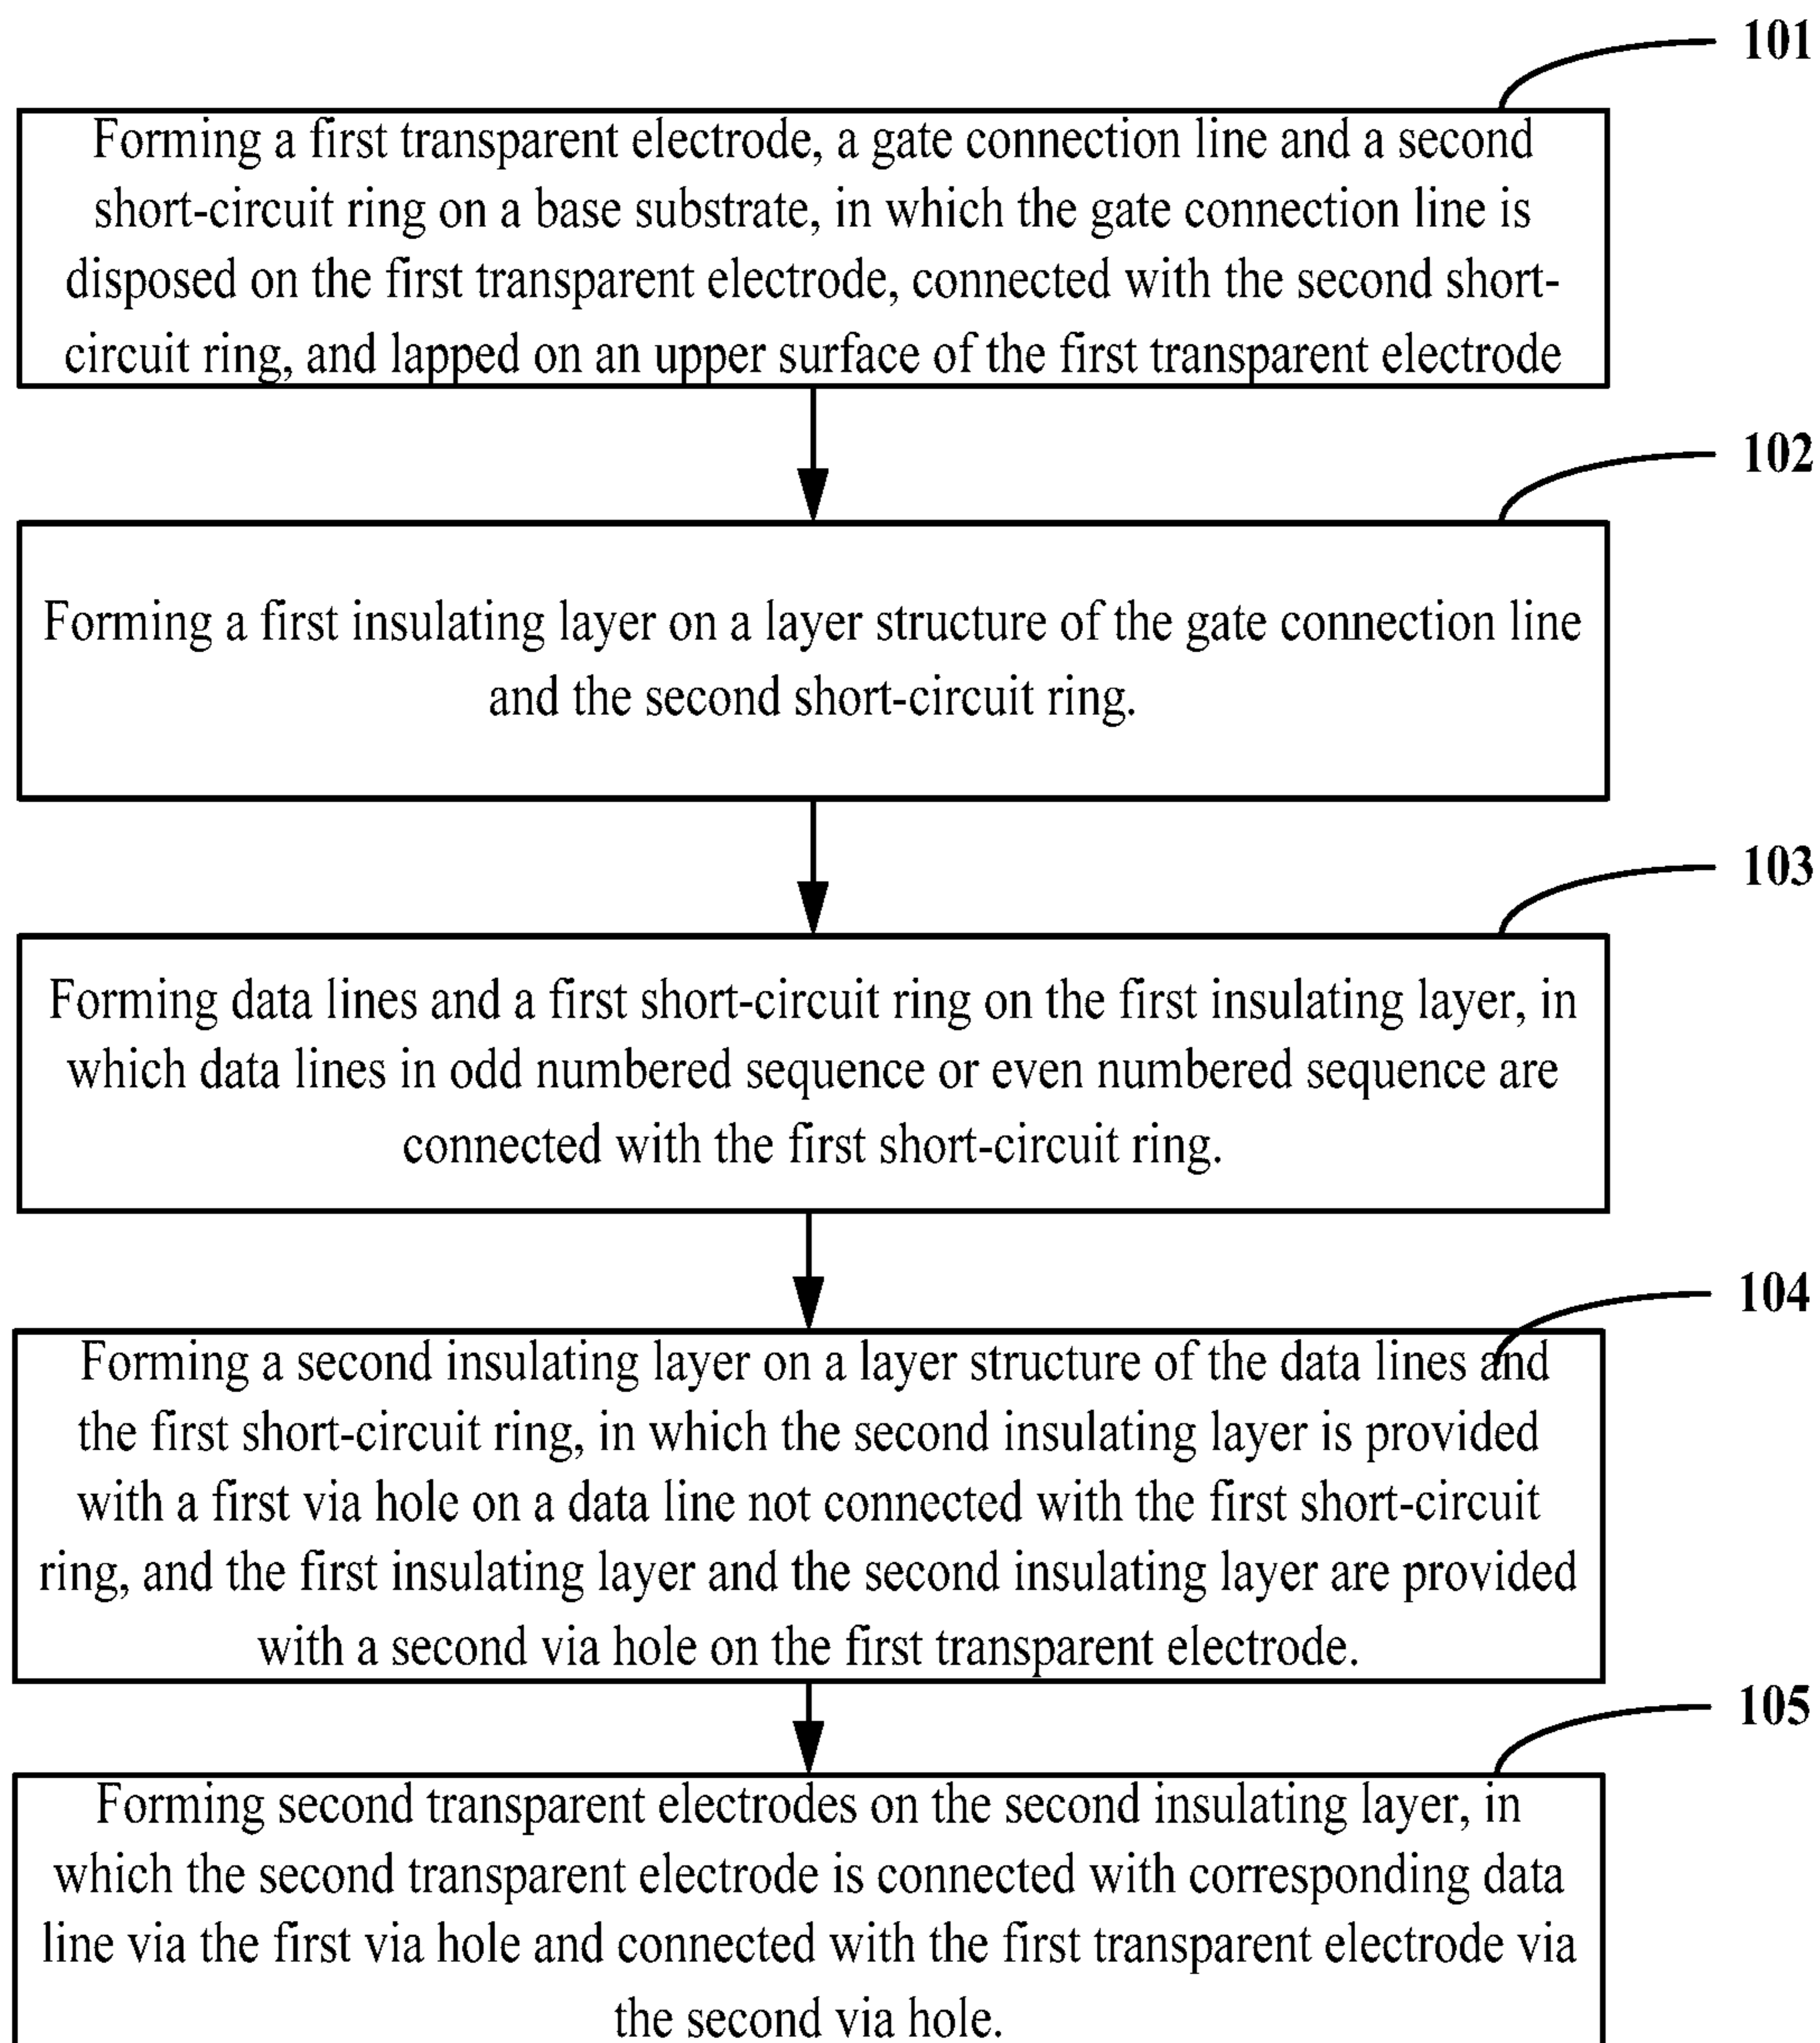 101
Forming a first transparent electrode, a gate connection line and a second
short-circuit ring on a base substrate, in which the gate connection line is
disposed on the first transparent electrode, connected with the second short-
circuit ring, and lapped on an upper surface of the first transparent electrode
102
Forming a first insulating layer on a layer structure of the gate connection line
and the second short-circuit ring.
103
Forming data lines and a first short-circuit ring on the first insulating layer, in
which data lines in odd numbered sequence or even numbered sequence are
connected with the first short-circuit ring.
104
Forming a second insulating layer on a layer structure of the data lines and
the first short-circuit ring, in which the second insulating layer is provided
with a first via hole on a data line not connected with the first short-circuit
ring, and the first insulating layer and the second insulating layer are provided
with a second via hole on the first transparent electrode.
105
Forming second transparent electrodes on the second insulating layer, in
which the second transparent electrode is connected with corresponding data
line via the first via hole and connected with the first transparent electrode via
the second via hole.